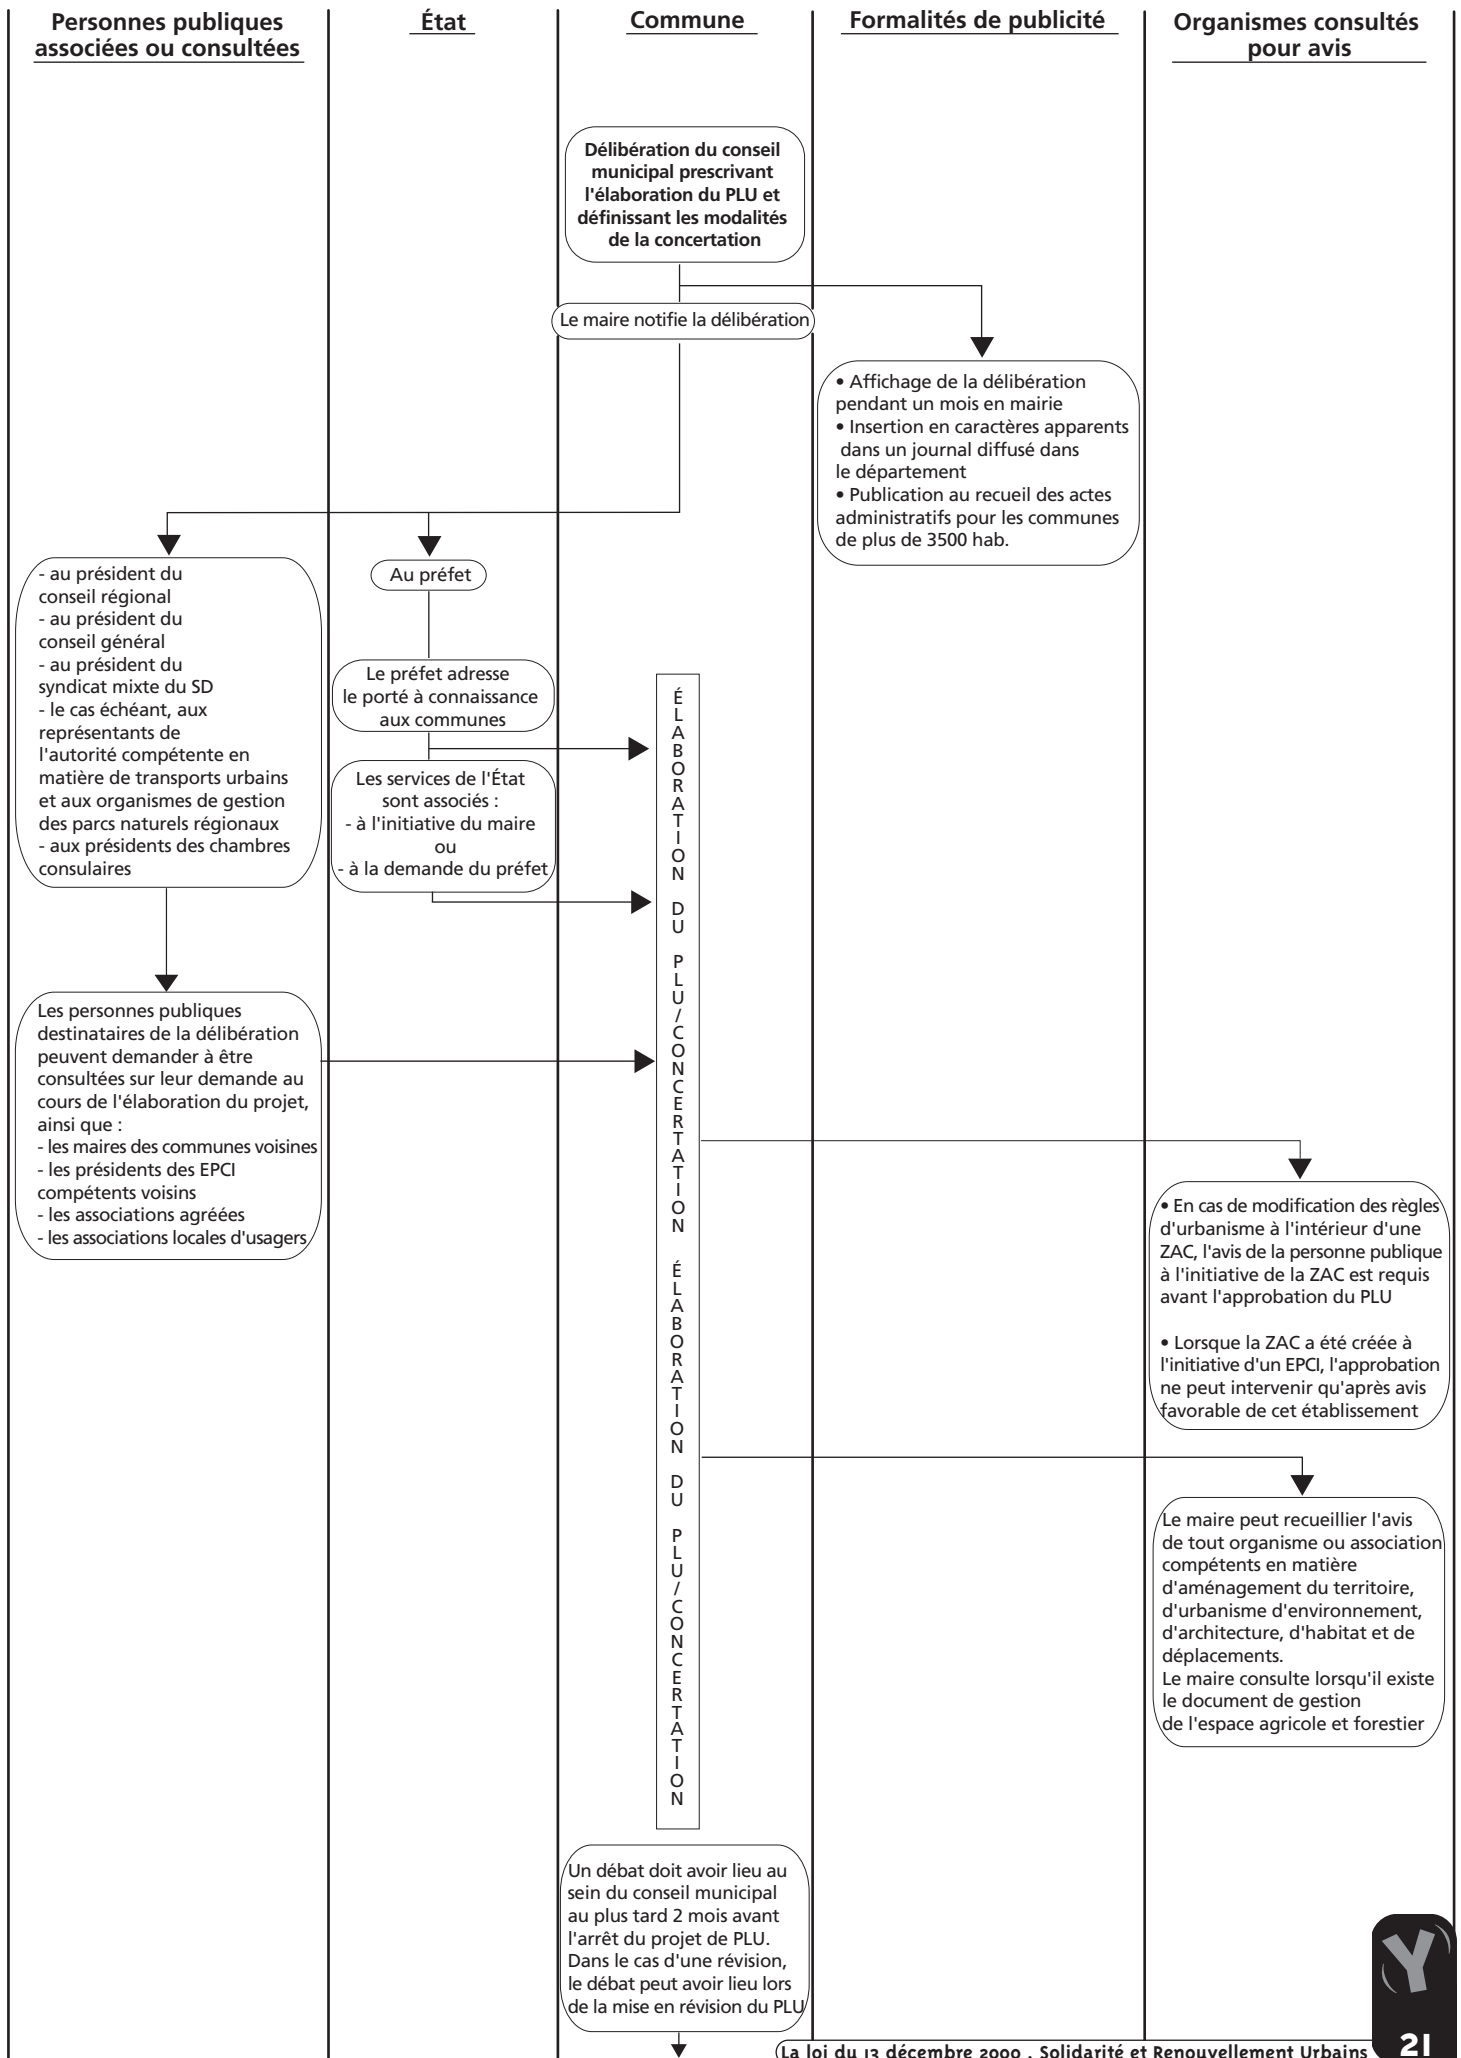 Personnes publiques
associées ou consultées
État
Commune
Formalités de publicité
Organismes consultés
pour avis
Délibération du conseil
municipal prescrivant
l'élaboration du PLU et
définissant les modalités
de la concertation
Le maire notifie la délibération
• Affichage de la délibération
pendant un mois en mairie
• Insertion en caractères apparents
dans un journal diffusé dans
le département
• Publication au recueil des actes
administratifs pour les communes
de plus de 3500 hab.
- au président du
conseil régional
- au président du
conseil général
- au président du
syndicat mixte du SD
- le cas échéant, aux
représentants de
l'autorité compétente en
matière de transports urbains
et aux organismes de gestion
des parcs naturels régionaux
- aux présidents des chambres
consulaires
Au préfet
Le préfet adresse
le porté à connaissance
aux communes
Les services de l'État
sont associés :
- à l'initiative du maire
ou
- à la demande du préfet
ÉLABORATION DU PLU/CONCERTATION ÉLABORATION DU PLU/CONCERTATION
Les personnes publiques
destinataires de la délibération
peuvent demander à être
consultées sur leur demande au
cours de l'élaboration du projet,
ainsi que :
- les maires des communes voisines
- les présidents des EPCI
compétents voisins
- les associations agréées
- les associations locales d'usagers
• En cas de modification des règles
d'urbanisme à l'intérieur d'une
ZAC, l'avis de la personne publique
à l'initiative de la ZAC est requis
avant l'approbation du PLU
• Lorsque la ZAC a été créée à
l'initiative d'un EPCI, l'approbation
ne peut intervenir qu'après avis
favorable de cet établissement
Le maire peut recueillier l'avis
de tout organisme ou association
compétents en matière
d'aménagement du territoire,
d'urbanisme d'environnement,
d'architecture, d'habitat et de
déplacements.
Le maire consulte lorsqu'il existe
le document de gestion
de l'espace agricole et forestier
Un débat doit avoir lieu au
sein du conseil municipal
au plus tard 2 mois avant
l'arrêt du projet de PLU.
Dans le cas d'une révision,
le débat peut avoir lieu lors
de la mise en révision du PLU
Y
La loi du 13 décembre 2000 . Solidarité et Renouvellement Urbains
21